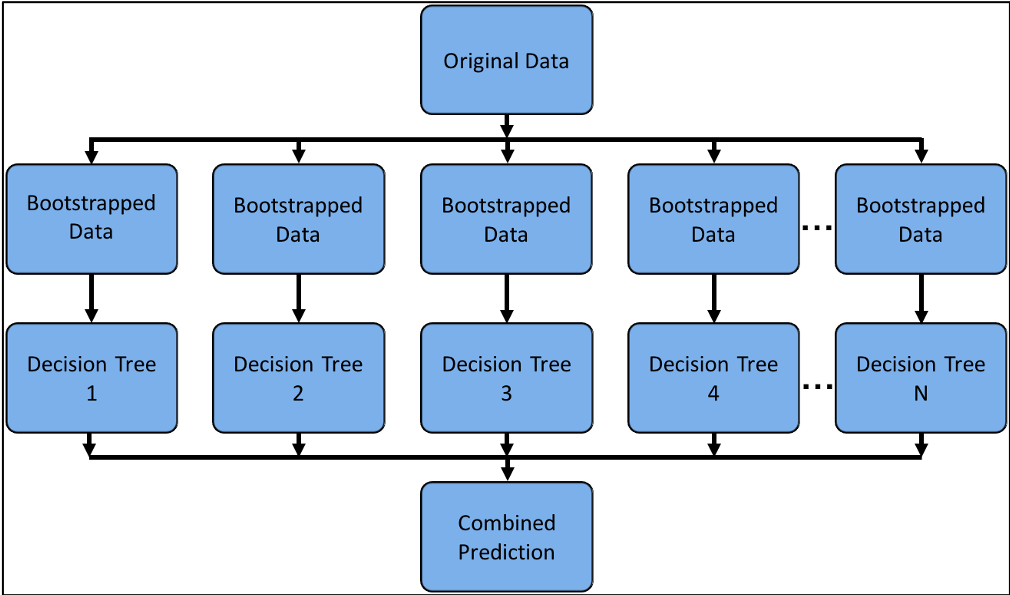 Original Data
Bootstrapped
Data
Bootstrapped
Data
Bootstrapped
Data
Bootstrapped
Data
...
Bootstrapped
Data
Decision Tree
1
Decision Tree
2
Decision Tree
3
Decision Tree
4
...
Decision Tree
N
Combined
Prediction